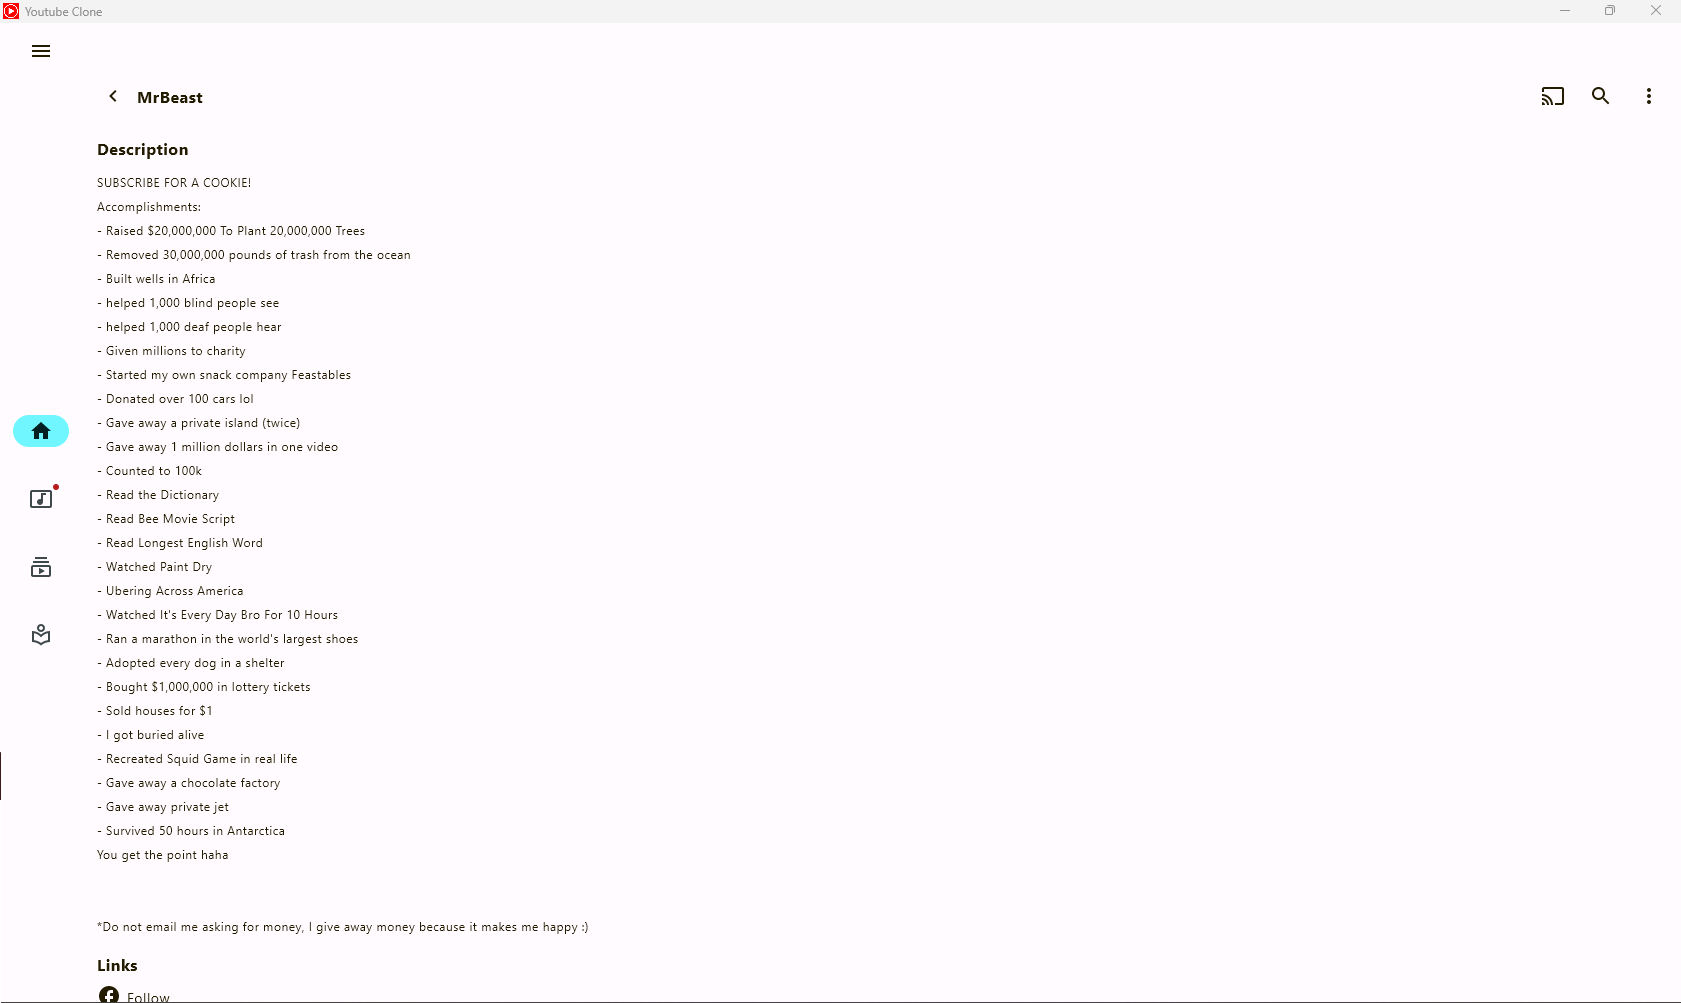 Youtube Clone
MrBeast
Description
SUBSCRIBE FOR A COOKIE!
Accomplishments:
- Raised $20,000,000 To Plant 20,000,000 Trees
- Removed 30,000,000 pounds of trash from the ocean
- Built wells in Africa
- helped 1,000 blind people see
- helped 1,000 deaf people hear
- Given millions to charity
- Started my own snack company Feastables
- Donated over 100 cars lol
- Gave away a private island (twice)
- Gave away 1 million dollars in one video
- Counted to 100k
- Read the Dictionary
- Read Bee Movie Script
- Read Longest English Word
- Watched Paint Dry
- Ubering Across America
- Watched It's Every Day Bro For 10 Hours
- Ran a marathon in the world's largest shoes
- Adopted every dog in a shelter
- Bought $1,000,000 in lottery tickets
- Sold houses for $1
- I got buried alive
- Recreated Squid Game in real life
- Gave away a chocolate factory
- Gave away private jet
- Survived 50 hours in Antarctica
You get the point haha
*Do not email me asking for money, I give away money because it makes me happy :)
Links
Follow